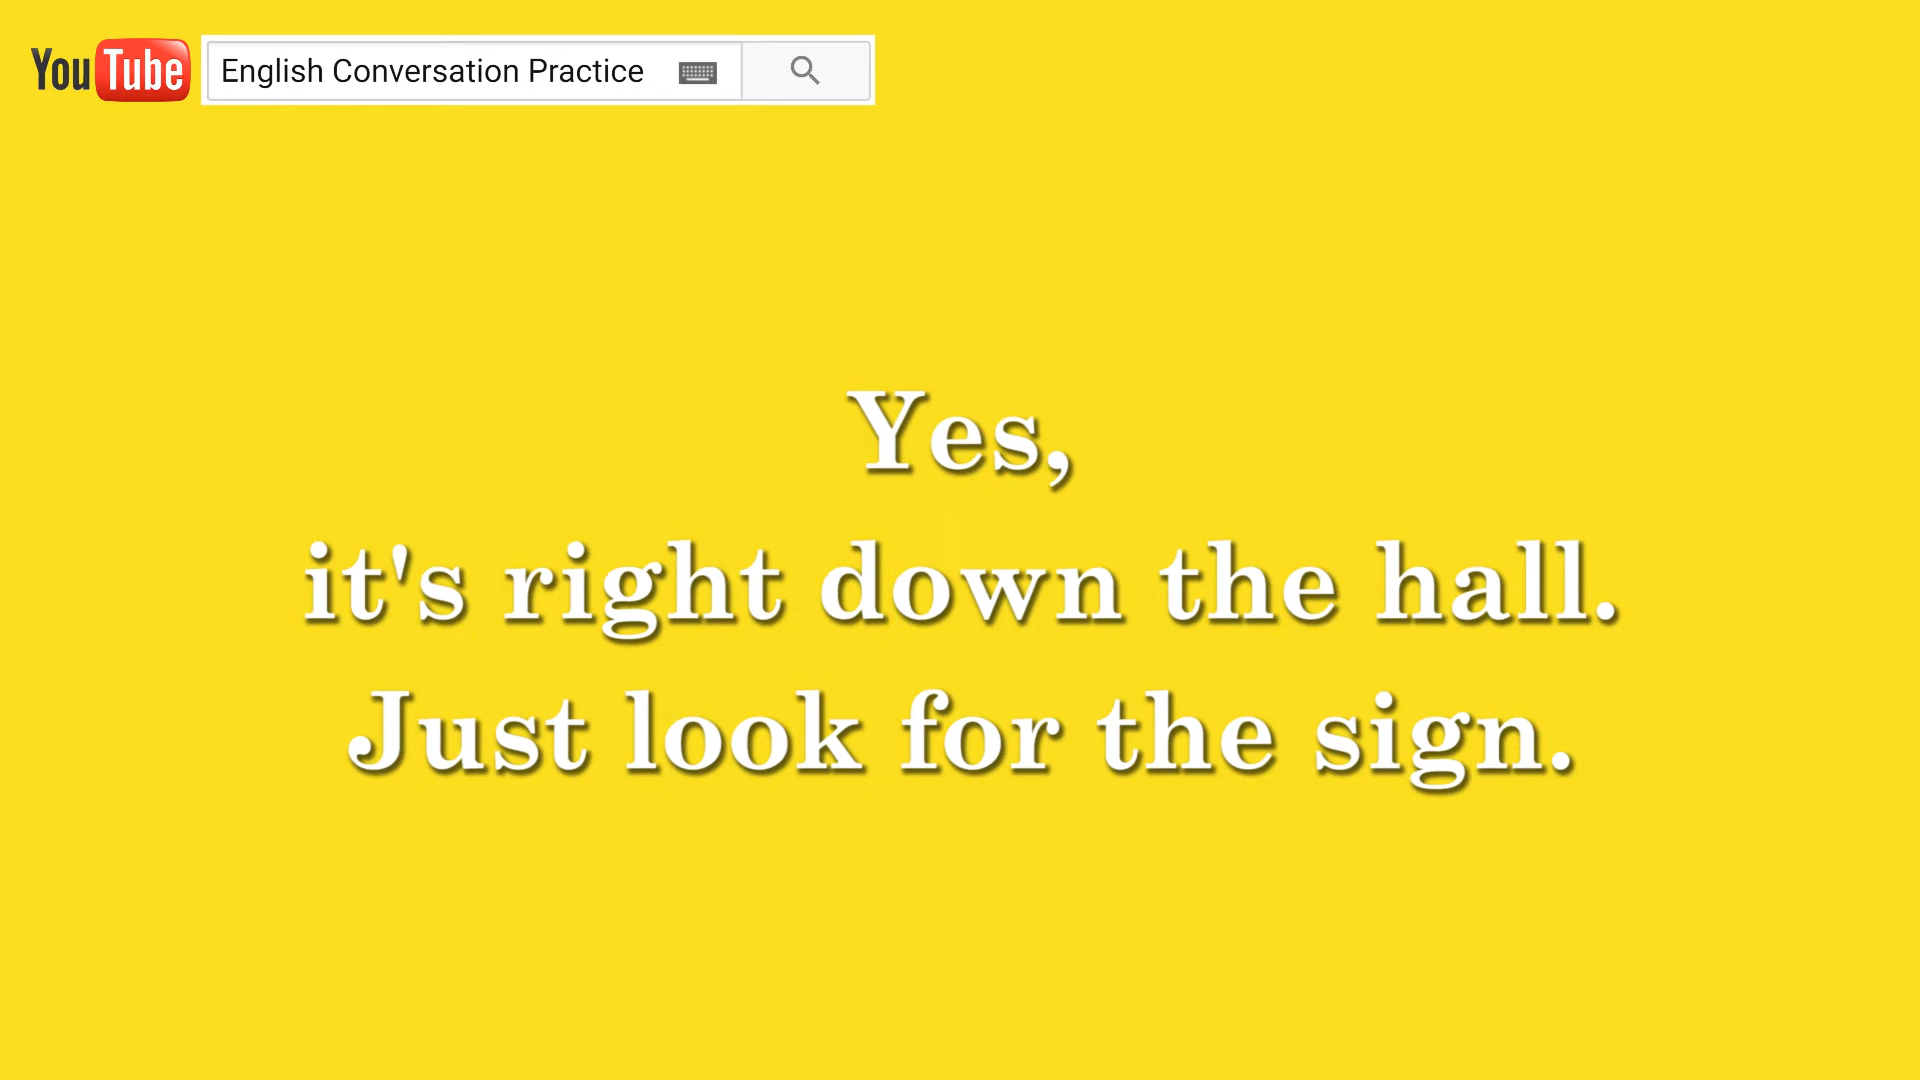 YouTube English Conversation Practice
Yes,
it's right down the hall.
Just look for the sign.